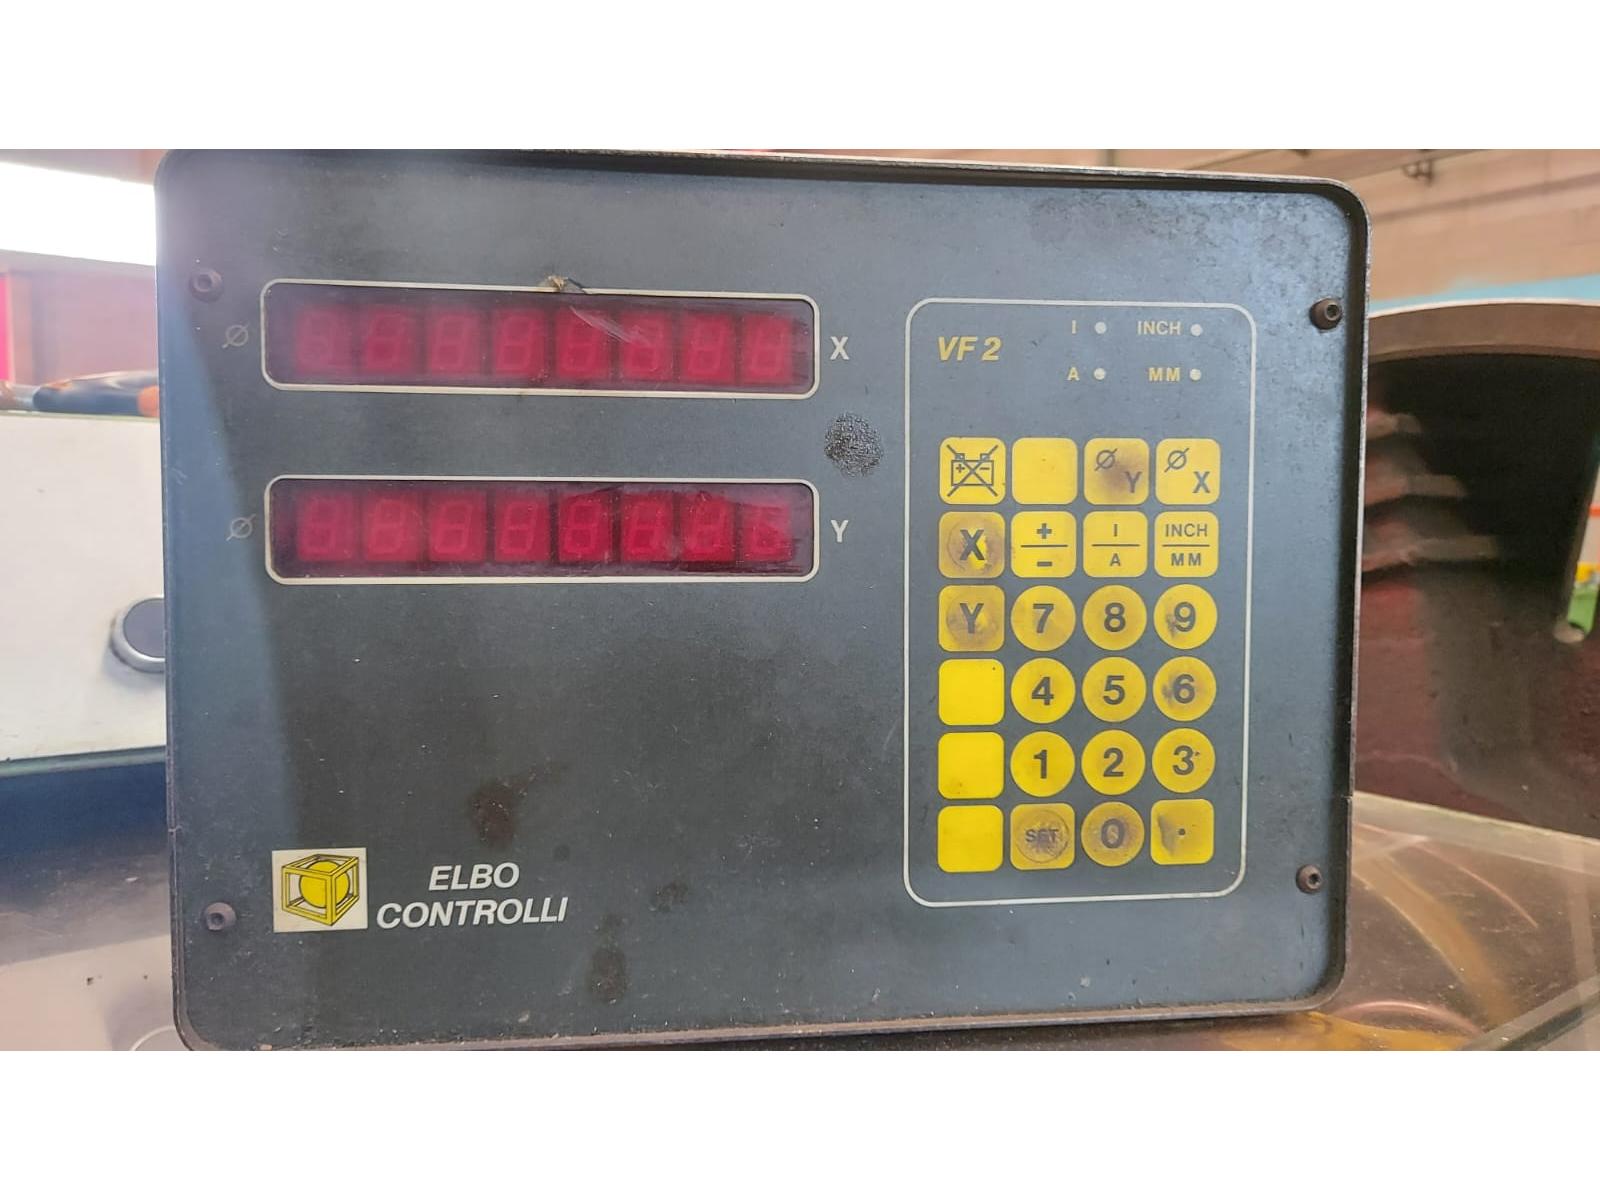 Ø X
Ø Y
VF 2
I INCH
A MM
Ø Y Ø X
X + - I A INCH MM
Y 7 8 9
4 5 6
1 2 3
SET 0 .
ELBO
CONTROLLI